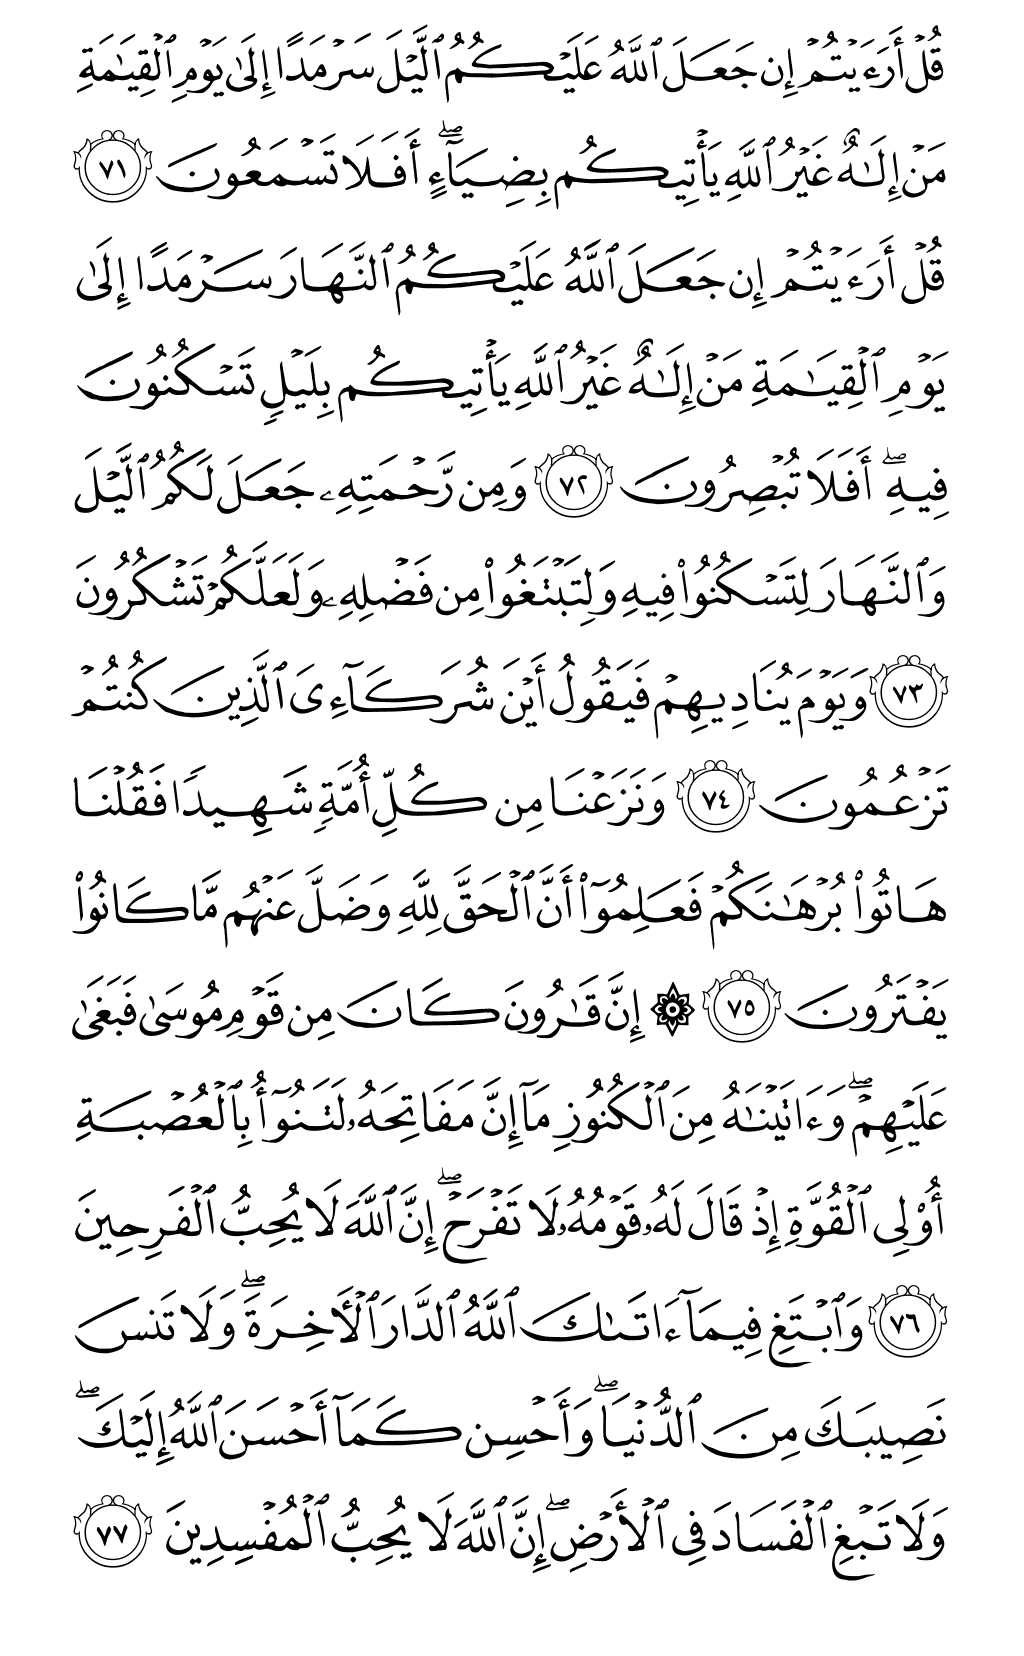 قُلۡ أَرَءَيۡتُمۡ إِن جَعَلَ ٱللَّهُ عَلَيۡكُمُ ٱلَّيۡلَ سَرۡمَدًا إِلَىٰ يَوۡمِ ٱلۡقِيَٰمَةِ
مَنۡ إِلَٰهٌ غَيۡرُ ٱللَّهِ يَأۡتِيكُم بِضِيَآءٍۖ أَفَلَا تَسۡمَعُونَ ٧١
قُلۡ أَرَءَيۡتُمۡ إِن جَعَلَ ٱللَّهُ عَلَيۡكُمُ ٱلنَّهَارَ سَرۡمَدًا إِلَىٰ
يَوۡمِ ٱلۡقِيَٰمَةِ مَنۡ إِلَٰهٌ غَيۡرُ ٱللَّهِ يَأۡتِيكُم بِلَيۡلٖ تَسۡكُنُونَ
فِيهِۖ أَفَلَا تُبۡصِرُونَ ٧٢ وَمِن رَّحۡمَتِهِۦ جَعَلَ لَكُمُ ٱلَّيۡلَ
وَٱلنَّهَارَ لِتَسۡكُنُواْ فِيهِ وَلِتَبۡتَغُواْ مِن فَضۡلِهِۦ وَلَعَلَّكُمۡ تَشۡكُرُونَ
٧٣ وَيَوۡمَ يُنَادِيهِمۡ فَيَقُولُ أَيۡنَ شُرَكَآءِيَ ٱلَّذِينَ كُنتُمۡ
تَزۡعُمُونَ ٧٤ وَنَزَعۡنَا مِن كُلِّ أُمَّةٖ شَهِيدٗا فَقُلۡنَا
هَاتُواْ بُرۡهَٰنَكُمۡ فَعَلِمُوٓاْ أَنَّ ٱلۡحَقَّ لِلَّهِ وَضَلَّ عَنۡهُم مَّا كَانُواْ
يَفۡتَرُونَ ٧٥ ۞ إِنَّ قَٰرُونَ كَانَ مِن قَوۡمِ مُوسَىٰ فَبَغَىٰ
عَلَيۡهِمۡۖ وَءَاتَيۡنَٰهُ مِنَ ٱلۡكُنُوزِ مَآ إِنَّ مَفَاتِحَهُۥ لَتَنُوٓأُ بِٱلۡعُصۡبَةِ
أُوْلِي ٱلۡقُوَّةِ إِذۡ قَالَ لَهُۥ قَوۡمُهُۥ لَا تَفۡرَحۡۖ إِنَّ ٱللَّهَ لَا يُحِبُّ ٱلۡفَرِحِينَ
٧٦ وَٱبۡتَغِ فِيمَآ ءَاتَىٰكَ ٱللَّهُ ٱلدَّارَ ٱلۡأٓخِرَةَۖ وَلَا تَنسَ
نَصِيبَكَ مِنَ ٱلدُّنۡيَاۖ وَأَحۡسِن كَمَآ أَحۡسَنَ ٱللَّهُ إِلَيۡكَۖ
وَلَا تَبۡغِ ٱلۡفَسَادَ فِي ٱلۡأَرۡضِۖ إِنَّ ٱللَّهَ لَا يُحِبُّ ٱلۡمُفۡسِدِينَ ٧٧